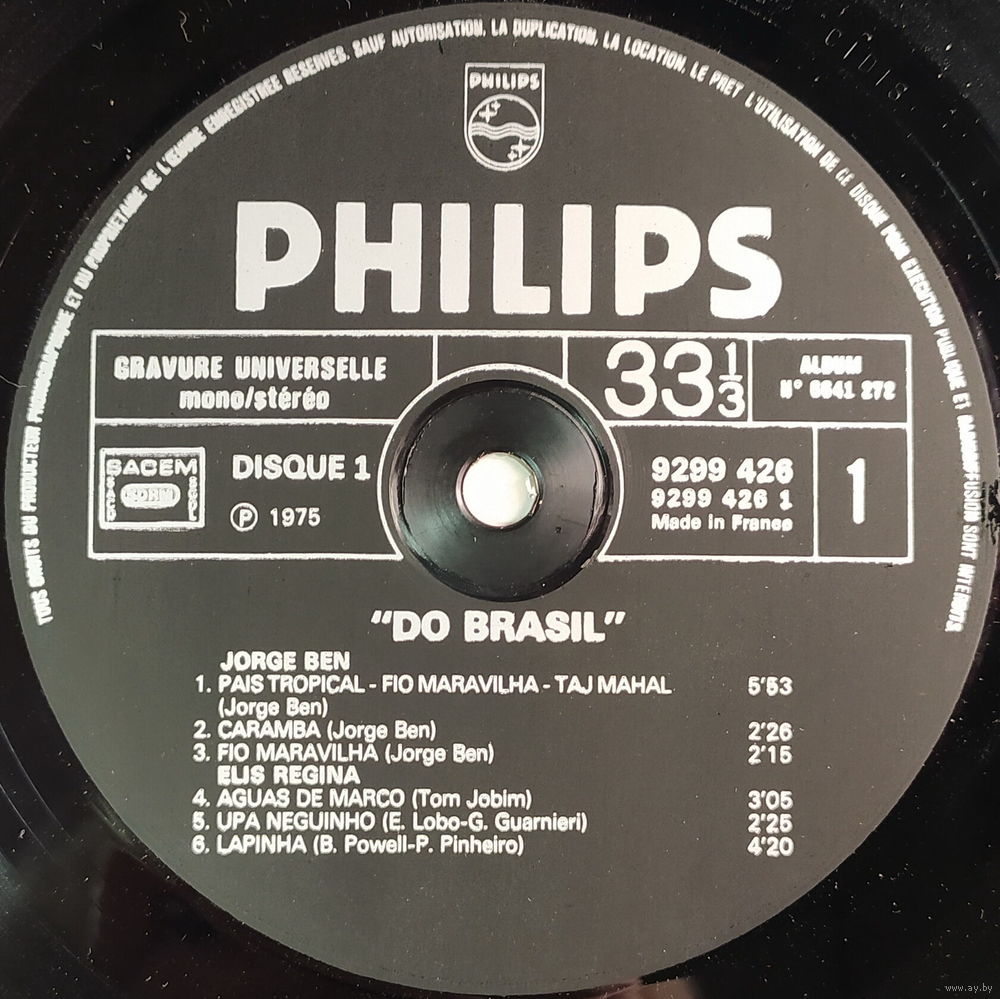 TOUS DROITS DU PRODUCTEUR PHONOGRAPHIQUE ET DU PROPRIETAIRE DE L'ŒUVRE ENREGISTREE RESERVES. SAUF AUTORISATION, LA DUPLICATION, LA LOCATION, LE PRET L'UTILISATION DE CE DISQUE POUR EXECUTION PUBLIQUE ET RADIODIFFUSION SONT INTERDITS.
PHILIPS
PHILIPS
GRAVURE UNIVERSELLE
mono/stéréo
33 1/3
ALBUM
N° 6641 272
SACEM
SDRM
DISQUE 1
Ⓟ 1975
9299 426
9299 426 1
Made in France
1
"DO BRASIL"
JORGE BEN
1. PAIS TROPICAL - FIO MARAVILHA - TAJ MAHAL 5'53
(Jorge Ben)
2. CARAMBA (Jorge Ben) 2'26
3. FIO MARAVILHA (Jorge Ben) 2'15
ELIS REGINA
4. AGUAS DE MARCO (Tom Jobim) 3'05
5. UPA NEGUINHO (E. Lobo-G. Guarnieri) 2'25
6. LAPINHA (B. Powell-P. Pinheiro) 4'20
www.ay.by